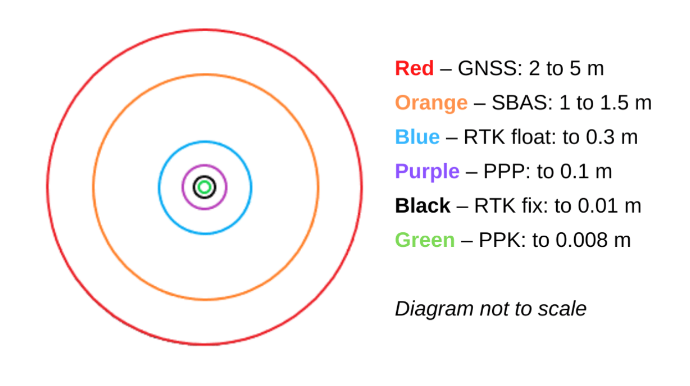 Red – GNSS: 2 to 5 m
Orange – SBAS: 1 to 1.5 m
Blue – RTK float: to 0.3 m
Purple – PPP: to 0.1 m
Black – RTK fix: to 0.01 m
Green – PPK: to 0.008 m
Diagram not to scale